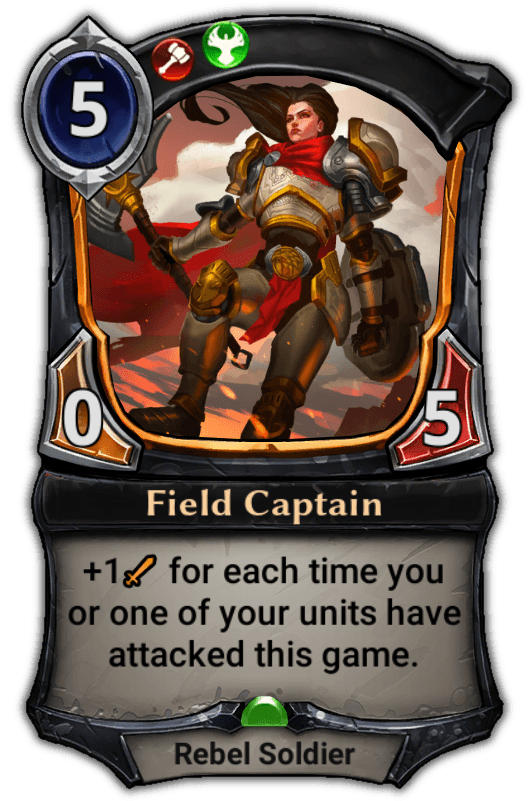 5
0
5
Field Captain
+1 for each time you
or one of your units have
attacked this game.
Rebel Soldier